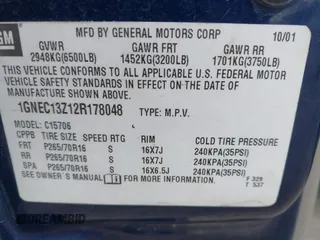 GM
MFD BY GENERAL MOTORS CORP 10/01
GVWR GAWR FRT GAWR RR
2948KG(6500LB) 1452KG(3200LB) 1701KG(3750LB)
THIS VEHICLE CONFORMS TO ALL APPLICABLE U.S. FEDERAL MOTOR
VEHICLE SAFETY STANDARDS IN EFFECT ON THE DATE OF
MANUFACTURE SHOWN ABOVE.
1GNEC13Z12R178048 TYPE: M.P.V.
MODEL: C15706
CPPB TIRE SIZE SPEED RTG RIM COLD TIRE PRESSURE
FRT P265/70R16 S 16X7J 240KPA(35PSI)
RR P265/70R16 S 16X7J 240KPA(35PSI)
SPA P265/70R16 S 16X6.5J 240KPA(35PSI)
SEE OWNER'S MANUAL FOR ADDITIONAL INFORMATION
F 329
T 537
© DREAMBID